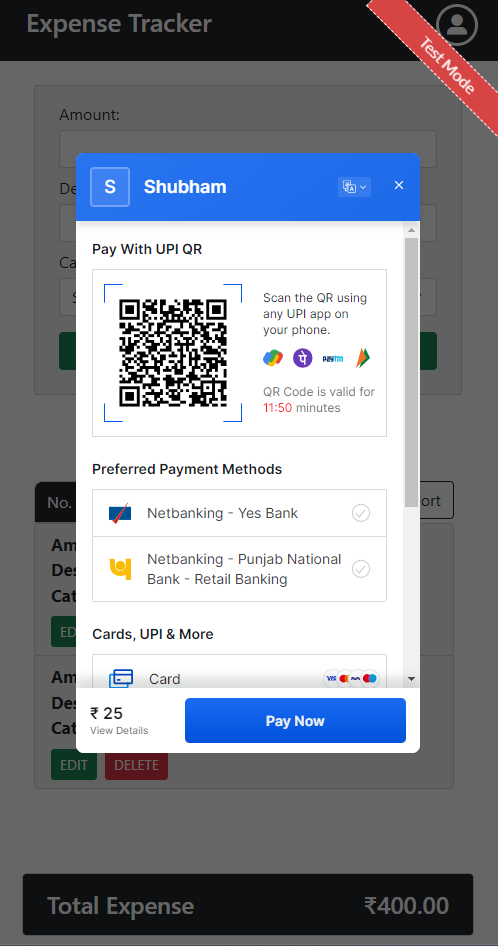 Expense Tracker
Test Mode
Amount:
S Shubham
Pay With UPI QR
Scan the QR using
any UPI app on
your phone.
paytm
QR Code is valid for
11:50 minutes
Preferred Payment Methods
No.
ort
Netbanking - Yes Bank
Am
Des
Cat
Netbanking - Punjab National
Bank - Retail Banking
ED
Cards, UPI & More
Am
Des
Cat
Card
VISA
₹ 25
View Details
Pay Now
EDIT DELETE
Total Expense ₹400.00